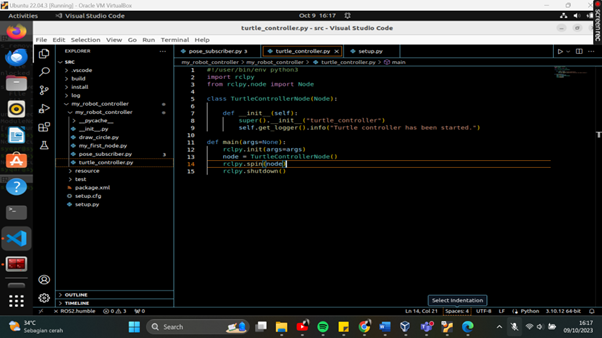 Ubuntu 22.04.3 [Running] - Oracle VM VirtualBox
Activities
Visual Studio Code
Oct 9 16:17
turtle_controller.py - src - Visual Studio Code
File Edit Selection View Go Run Terminal Help
EXPLORER
SRC
.vscode
build
install
log
my_robot_controller
my_robot_controller
__pycache__
__init__.py
draw_circle.py
my_first_node.py
pose_subscriber.py 3
turtle_controller.py
resource
test
package.xml
setup.cfg
setup.py
OUTLINE
TIMELINE
pose_subscriber.py 3
turtle_controller.py
setup.py
my_robot_controller > my_robot_controller > turtle_controller.py > main
1 #!/usr/bin/env python3
2 import rclpy
3 from rclpy.node import Node
4
5 class TurtleControllerNode(Node):
6
7 def __init__(self):
8 super().__init__("turtle_controller")
9 self.get_logger().info("Turtle controller has been started.")
10
11 def main(args=None):
12 rclpy.init(args=args)
13 node = TurtleControllerNode()
14 rclpy.spin(node)
15 rclpy.shutdown()
Select Indentation
ROS2.humble 0 3 0
Ln 14, Col 21 Spaces: 4 UTF-8 LF Python 3.10.12 64-bit
34°C
Sebagian cerah
Search
16:17
09/10/2023
screenrec